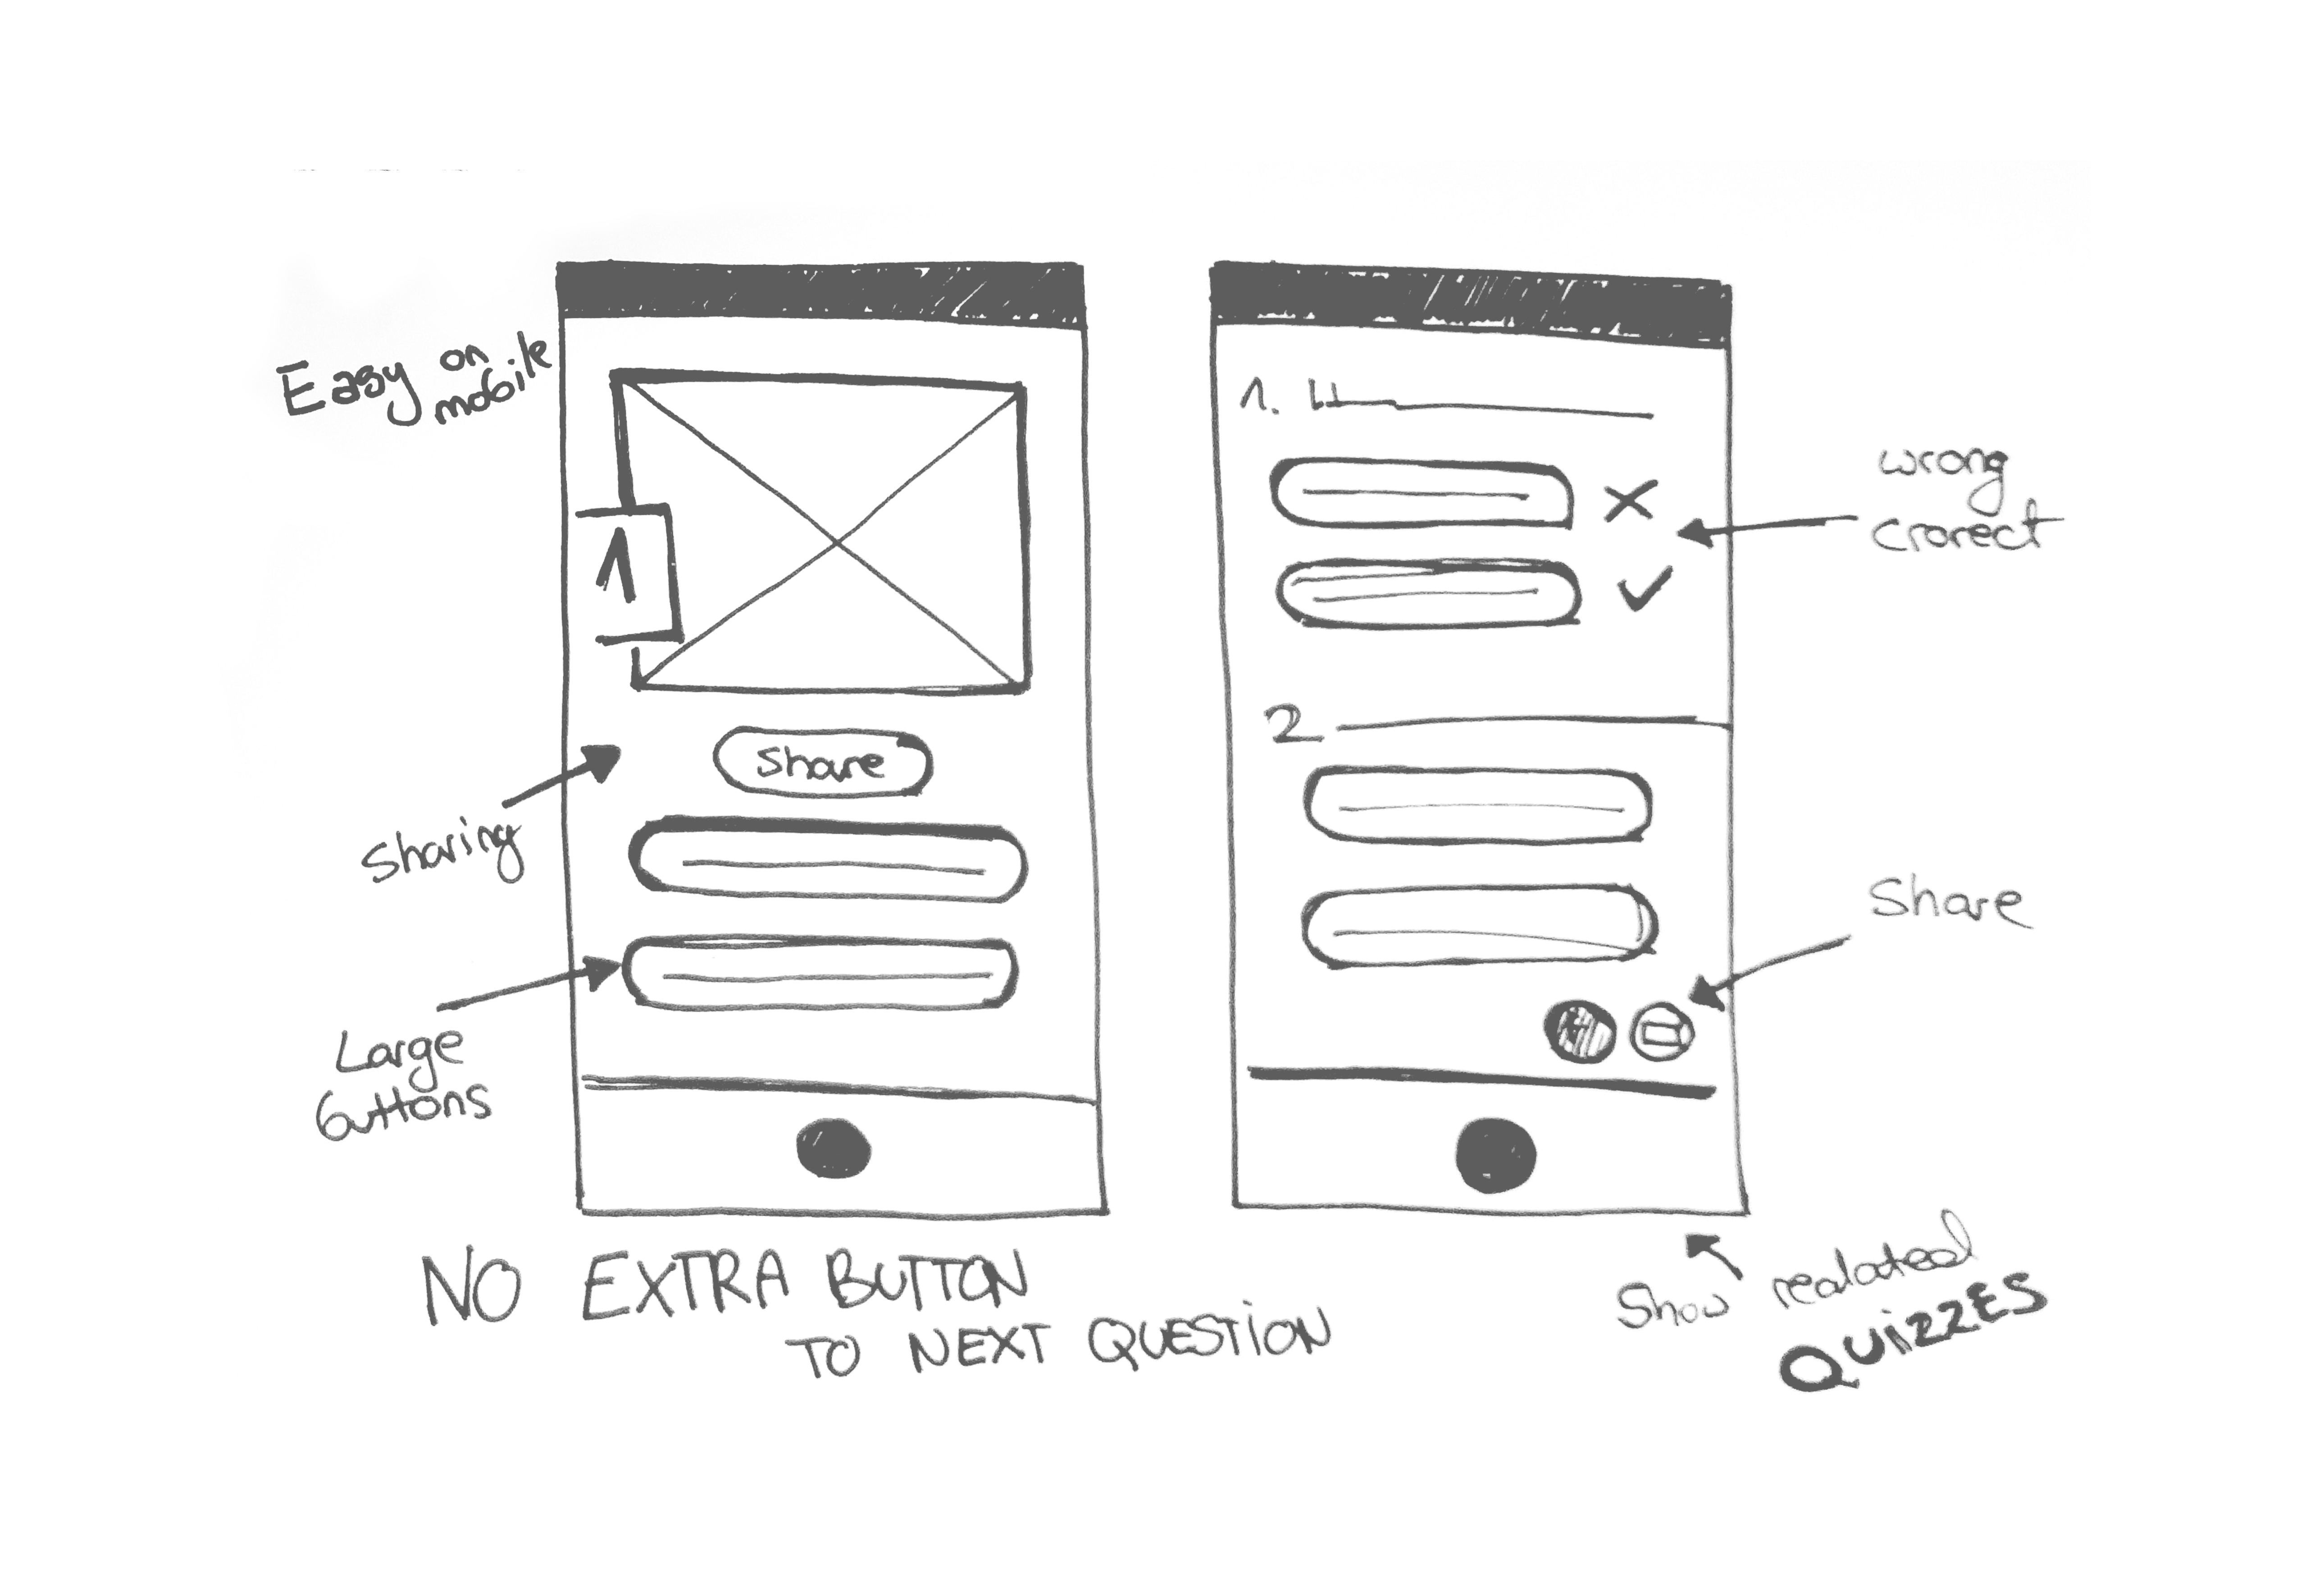 Easy on
mobile
1
Share
Sharing
Large
buttons
NO EXTRA BUTTON
TO NEXT QUESTION
1.
wrong
crorect
2
Share
Show realateed
QUIZZES